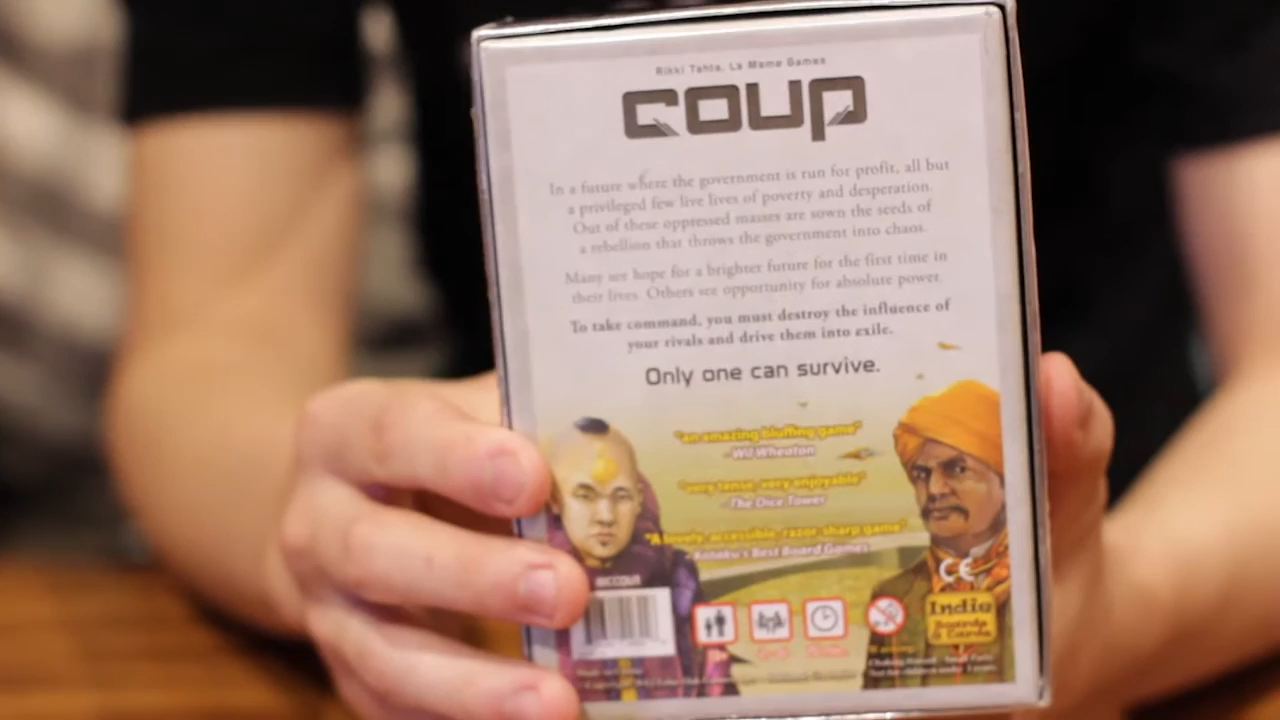 Rikki Tahta, La Mame Games
COUP
In a future where the government is run for profit, all but
a privileged few live lives of poverty and desperation.
Out of these oppressed masses are sown the seeds of
a rebellion that throws the government into chaos.
Many see hope for a brighter future for the first time in
their lives. Others see opportunity for absolute power.
To take command, you must destroy the influence of
your rivals and drive them into exile.
Only one can survive.
"an amazing bluffing game"
-Wil Wheaton
"very tense, very enjoyable"
-The Dice Tower
"A lovely, accessible, razor-sharp game"
-Kotaku's Best Board Games
CE
Indie
Boards
& Cards